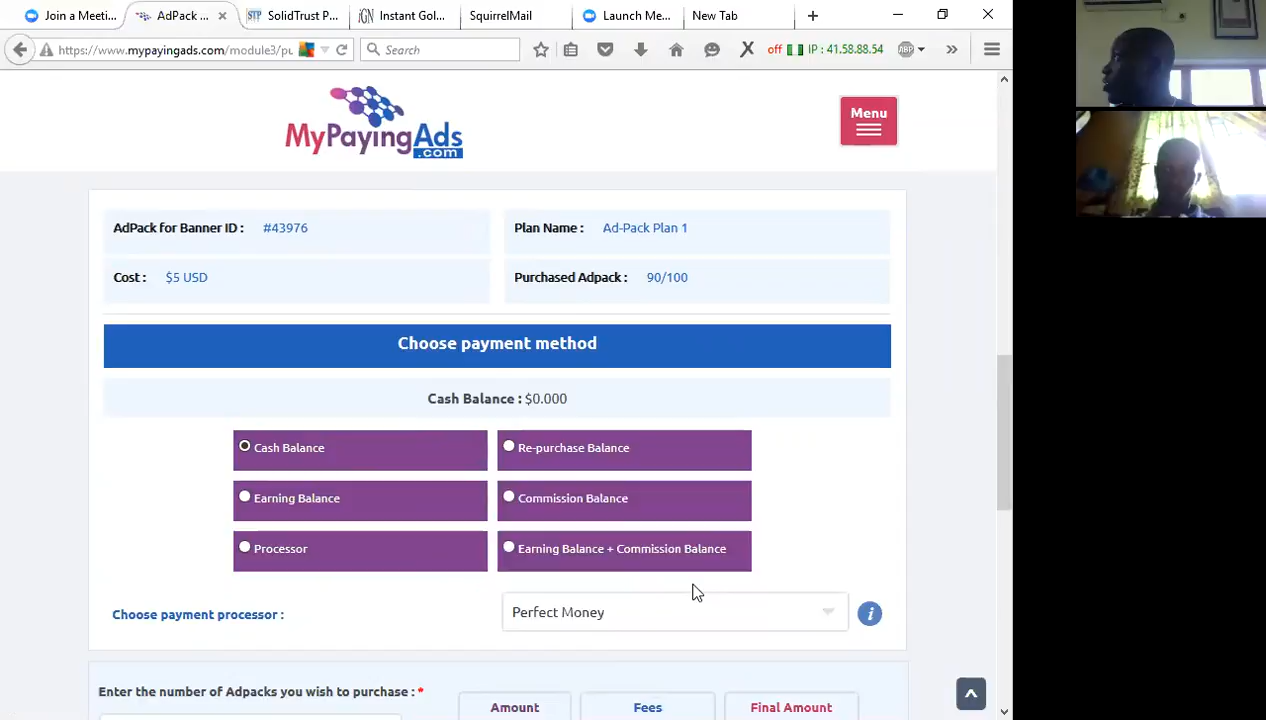 Join a Meeti...
AdPack ...
SolidTrust P...
Instant Gol...
SquirrelMail
Launch Me...
New Tab
https://www.mypayingads.com/module3/pu
Search
off IP : 41.58.88.54
ABP
MyPayingAds
.com
Menu
AdPack for Banner ID : #43976
Plan Name : Ad-Pack Plan 1
Cost : $5 USD
Purchased Adpack : 90/100
Choose payment method
Cash Balance : $0.000
Cash Balance
Re-purchase Balance
Earning Balance
Commission Balance
Processor
Earning Balance + Commission Balance
Choose payment processor :
Perfect Money
i
Enter the number of Adpacks you wish to purchase : *
Amount
Fees
Final Amount